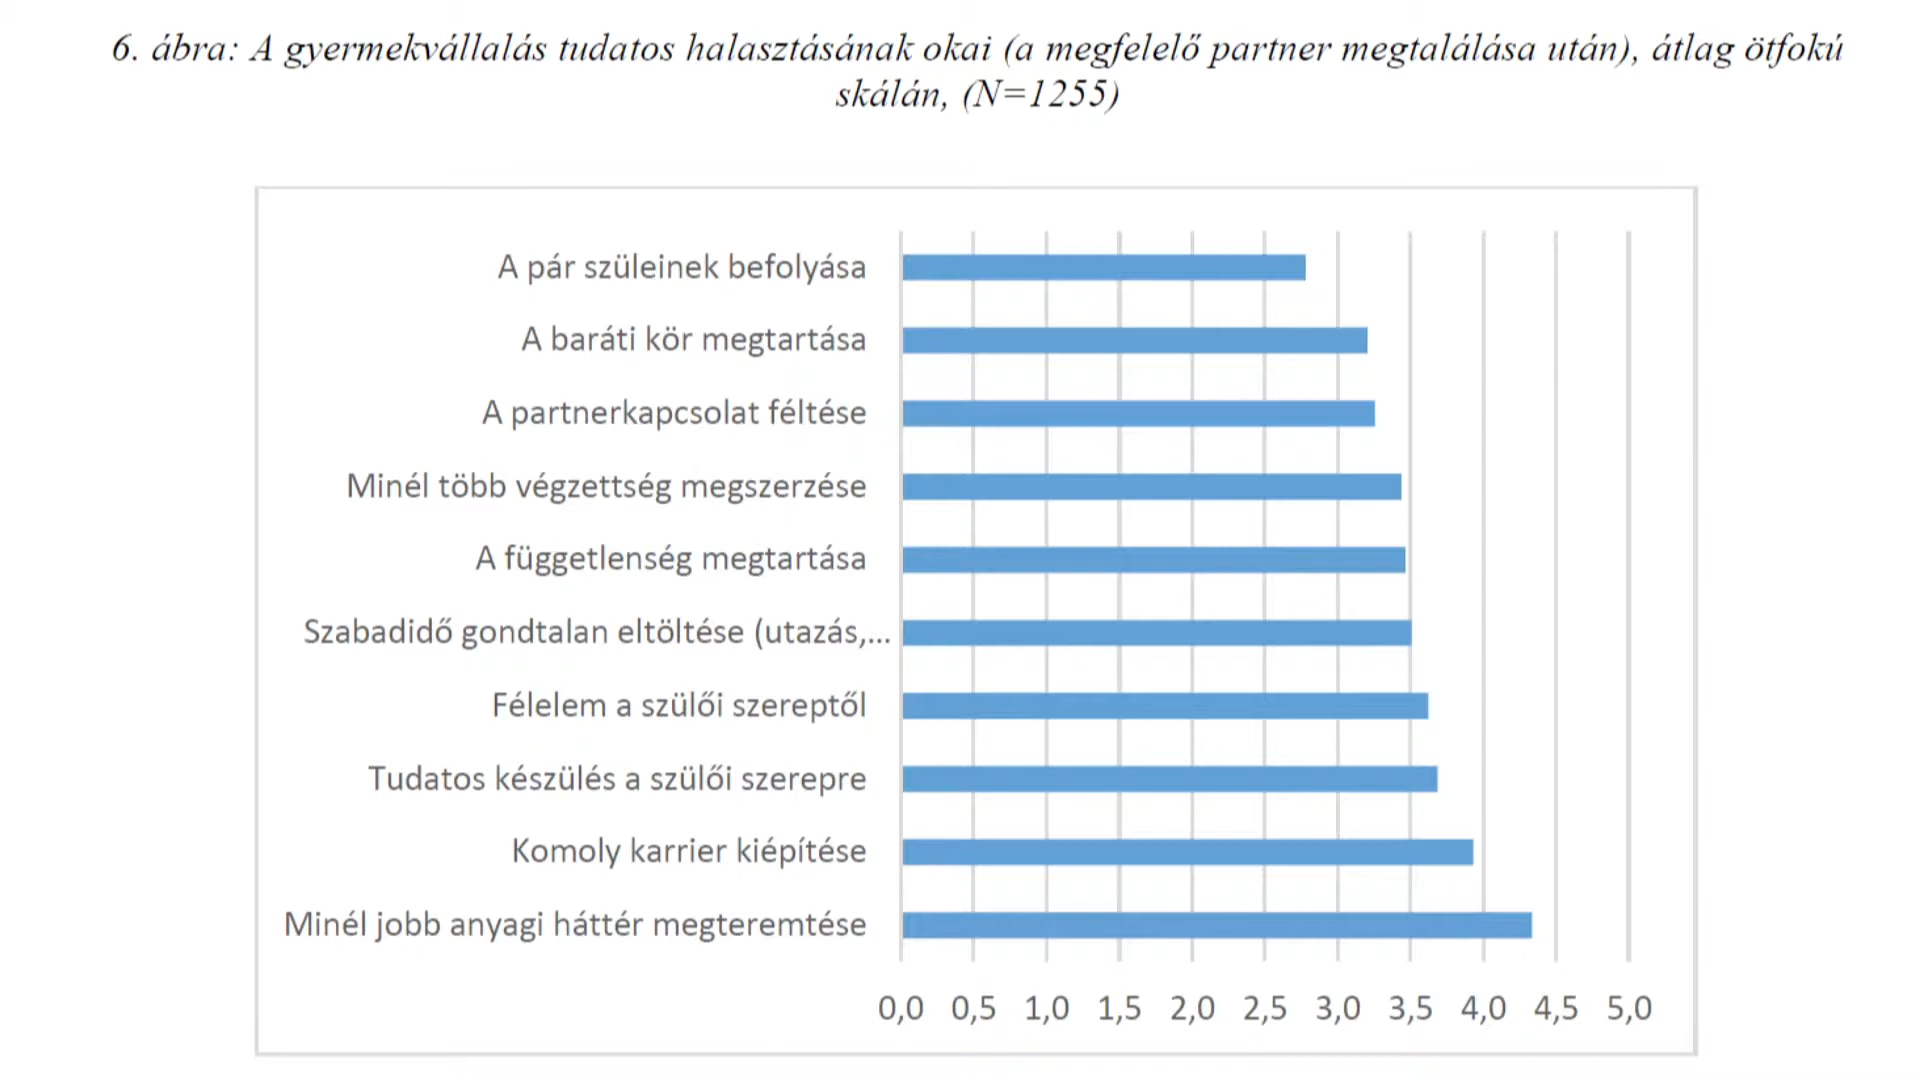 6. ábra: A gyermekvállalás tudatos halasztásának okai (a megfelelő partner megtalálása után), átlag ötfokú
skálán, (N=1255)
A pár szüleinek befolyása
A baráti kör megtartása
A partnerkapcsolat féltése
Minél több végzettség megszerzése
A függetlenség megtartása
Szabadidő gondtalan eltöltése (utazás,...
Félelem a szülői szereptől
Tudatos készülés a szülői szerepre
Komoly karrier kiépítése
Minél jobb anyagi háttér megteremtése
0,0 0,5 1,0 1,5 2,0 2,5 3,0 3,5 4,0 4,5 5,0